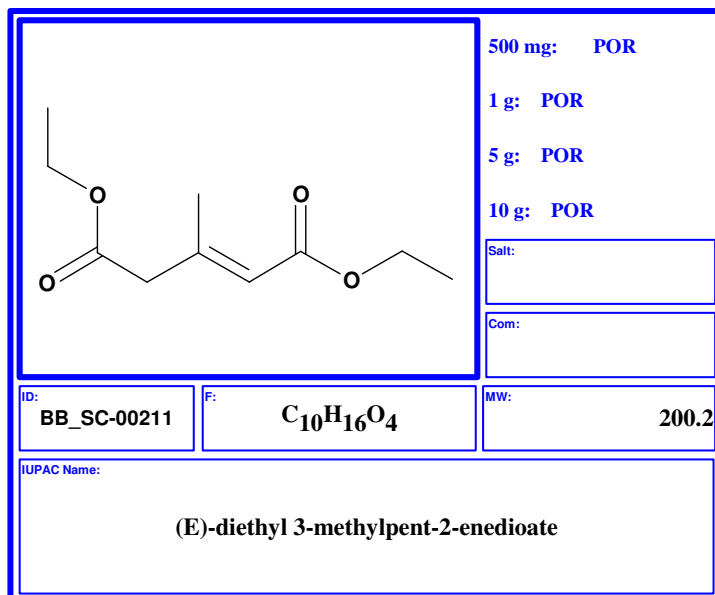 500 mg: POR
1 g: POR
5 g: POR
10 g: POR
O
O
O
O
Salt:
Com:
ID:
BB_SC-00211
F:
C10H16O4
MW:
200.2
IUPAC Name:
(E)-diethyl 3-methylpent-2-enedioate